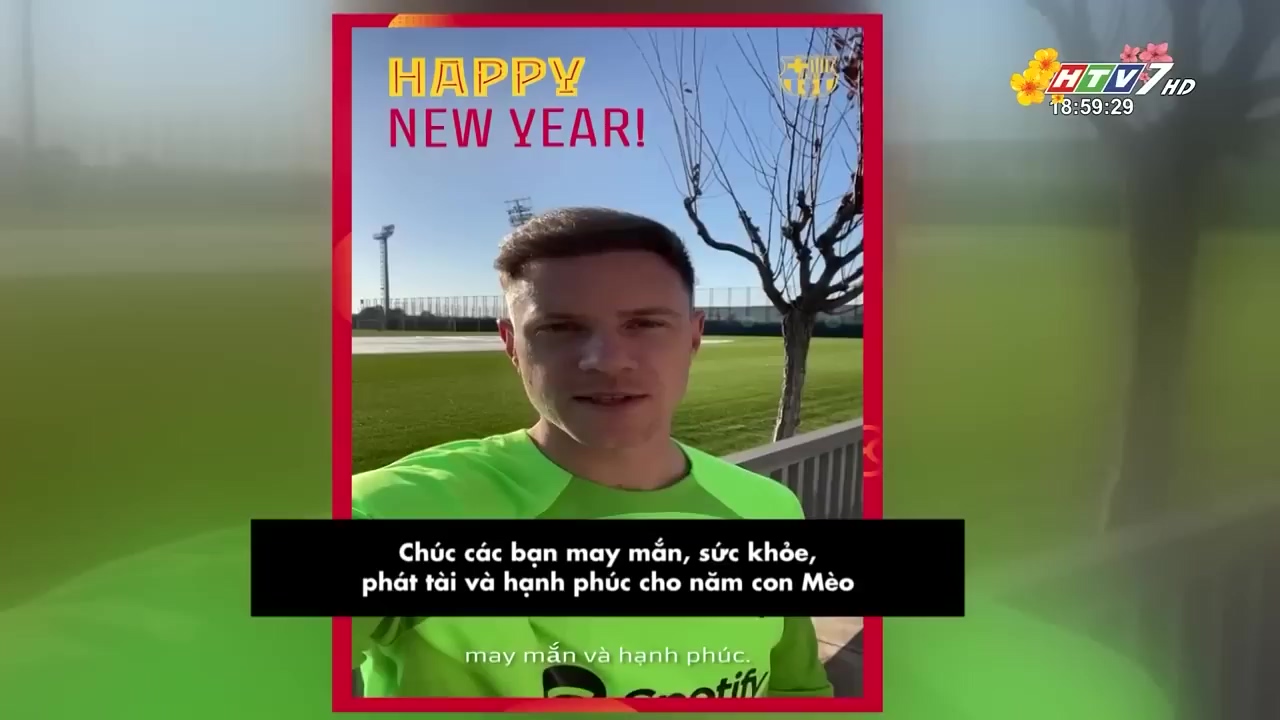 HAPPY
NEW YEAR!
HTV7 HD
18:59:29
Chúc các bạn may mắn, sức khỏe,
phát tài và hạnh phúc cho năm con Mèo
may mắn và hạnh phúc.
Spotify